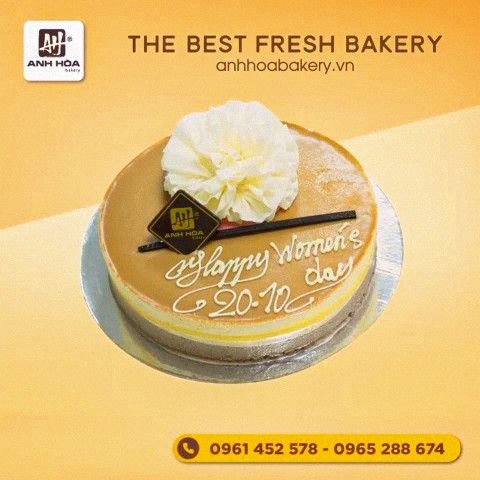 ANH HÒA
bakery
THE BEST FRESH BAKERY
anhhoabakery.vn
ANH HÒA
Happy Women's
day
20-10
0961 452 578 - 0965 288 674